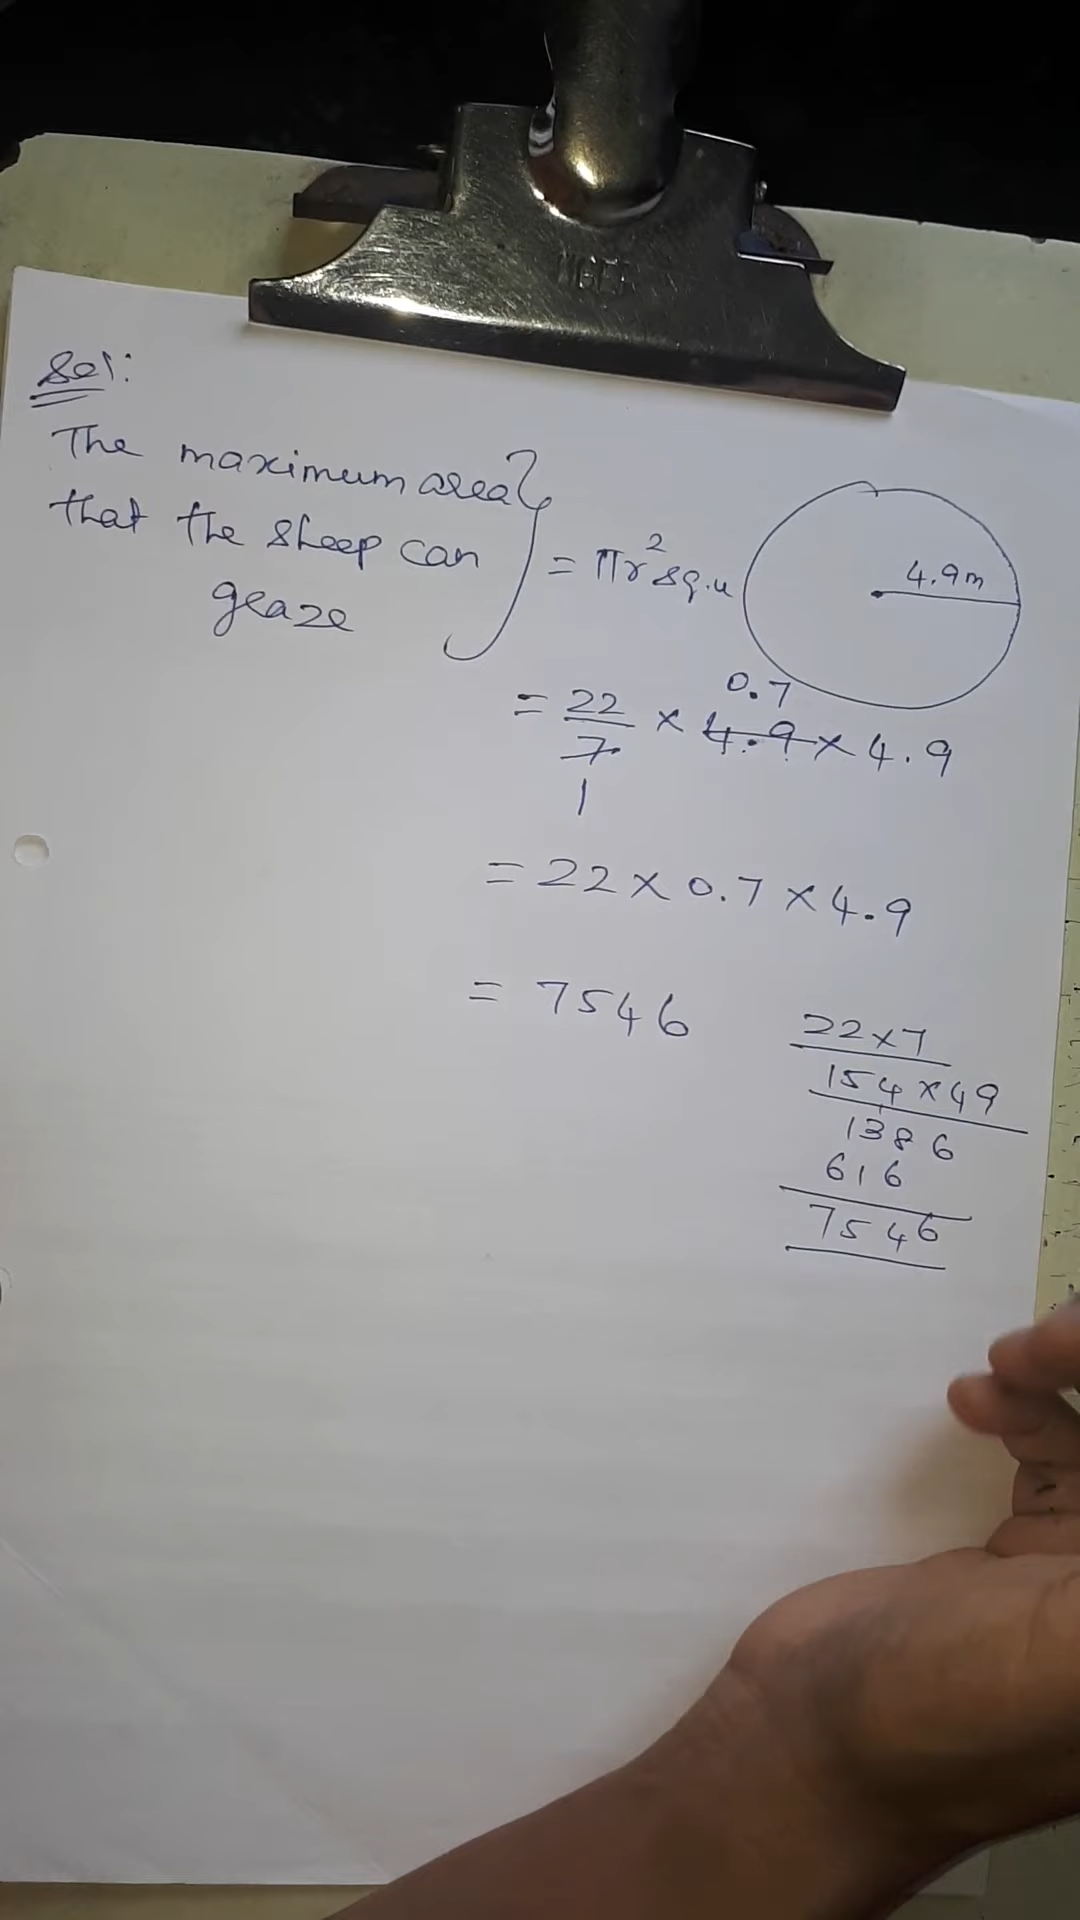 Sol:
The maximum area
that the sheep can
graze
= πr² sq.u
4.9m
0.7
= 22/7 × 4.9 × 4.9
1
= 22 × 0.7 × 4.9
= 7546
22×7
154×49
1386
616
7546